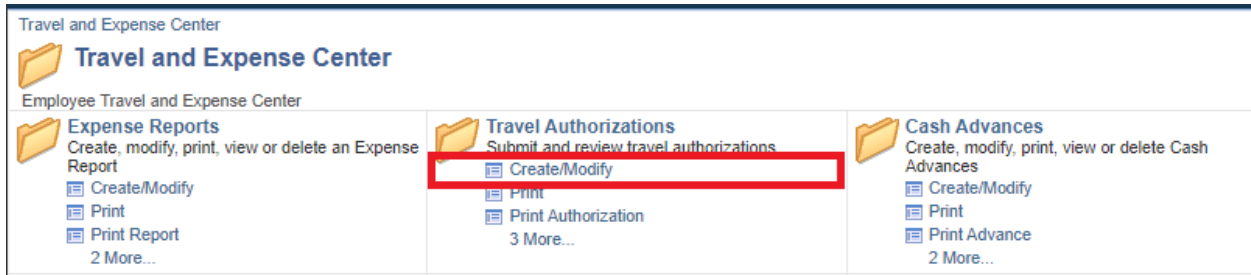 Travel and Expense Center
Travel and Expense Center
Employee Travel and Expense Center
Expense Reports
Create, modify, print, view or delete an Expense
Report
Create/Modify
Print
Print Report
2 More...
Travel Authorizations
Submit and review travel authorizations
Create/Modify
Print
Print Authorization
3 More...
Cash Advances
Create, modify, print, view or delete Cash
Advances
Create/Modify
Print
Print Advance
2 More...